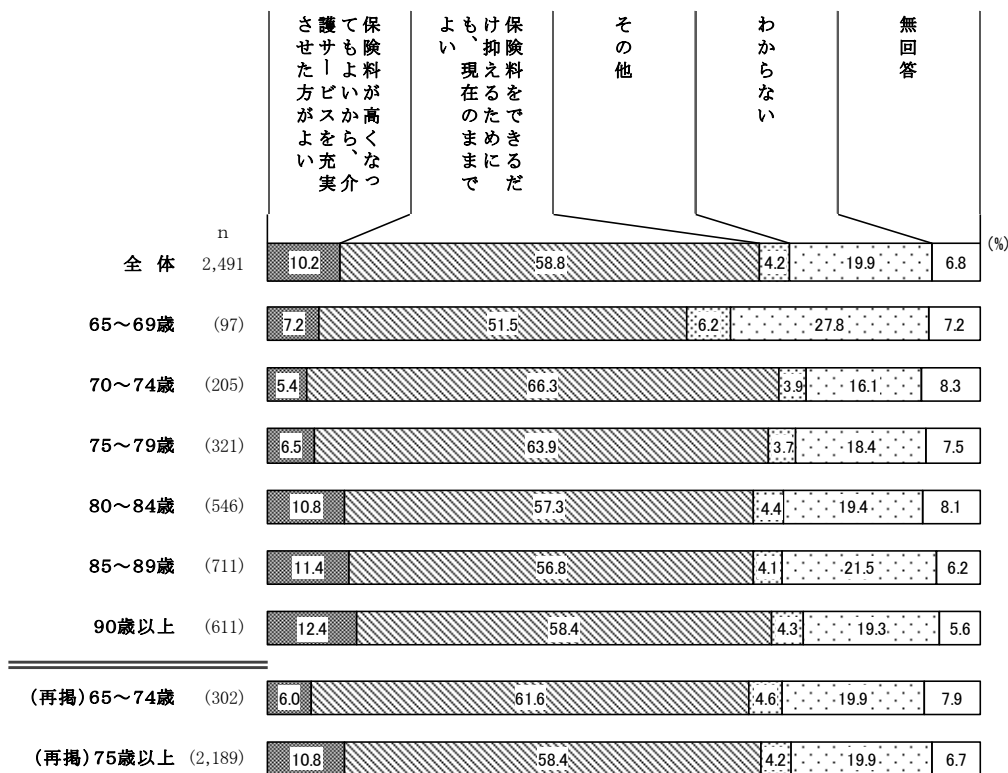 保険料が高くなっ
てもよいから、介
護サービスを充実
させた方がよい
保険料をできるだ
け抑えるために
も、現在のままで
よい
その他
わからない
無回答
n
(%)
全 体 2,491 10.2 58.8 4.2 19.9 6.8
65～69歳 (97) 7.2 51.5 6.2 27.8 7.2
70～74歳 (205) 5.4 66.3 3.9 16.1 8.3
75～79歳 (321) 6.5 63.9 3.7 18.4 7.5
80～84歳 (546) 10.8 57.3 4.4 19.4 8.1
85～89歳 (711) 11.4 56.8 4.1 21.5 6.2
90歳以上 (611) 12.4 58.4 4.3 19.3 5.6
(再掲)65～74歳 (302) 6.0 61.6 4.6 19.9 7.9
(再掲)75歳以上 (2,189) 10.8 58.4 4.2 19.9 6.7